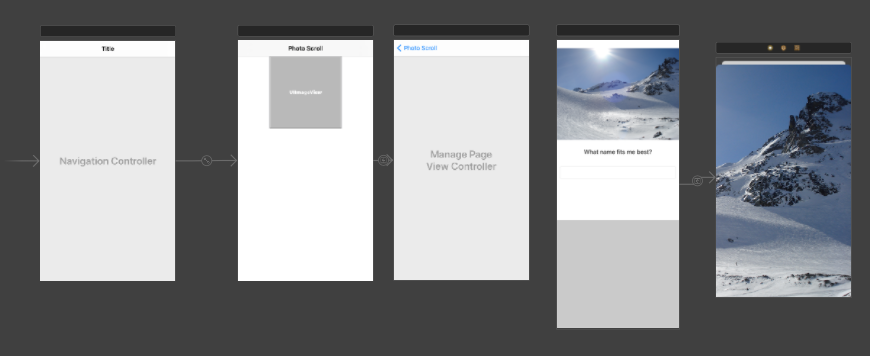 Title
Navigation Controller
Photo Scroll
UIImageView
Photo Scroll
Manage Page
View Controller
What name fits me best?